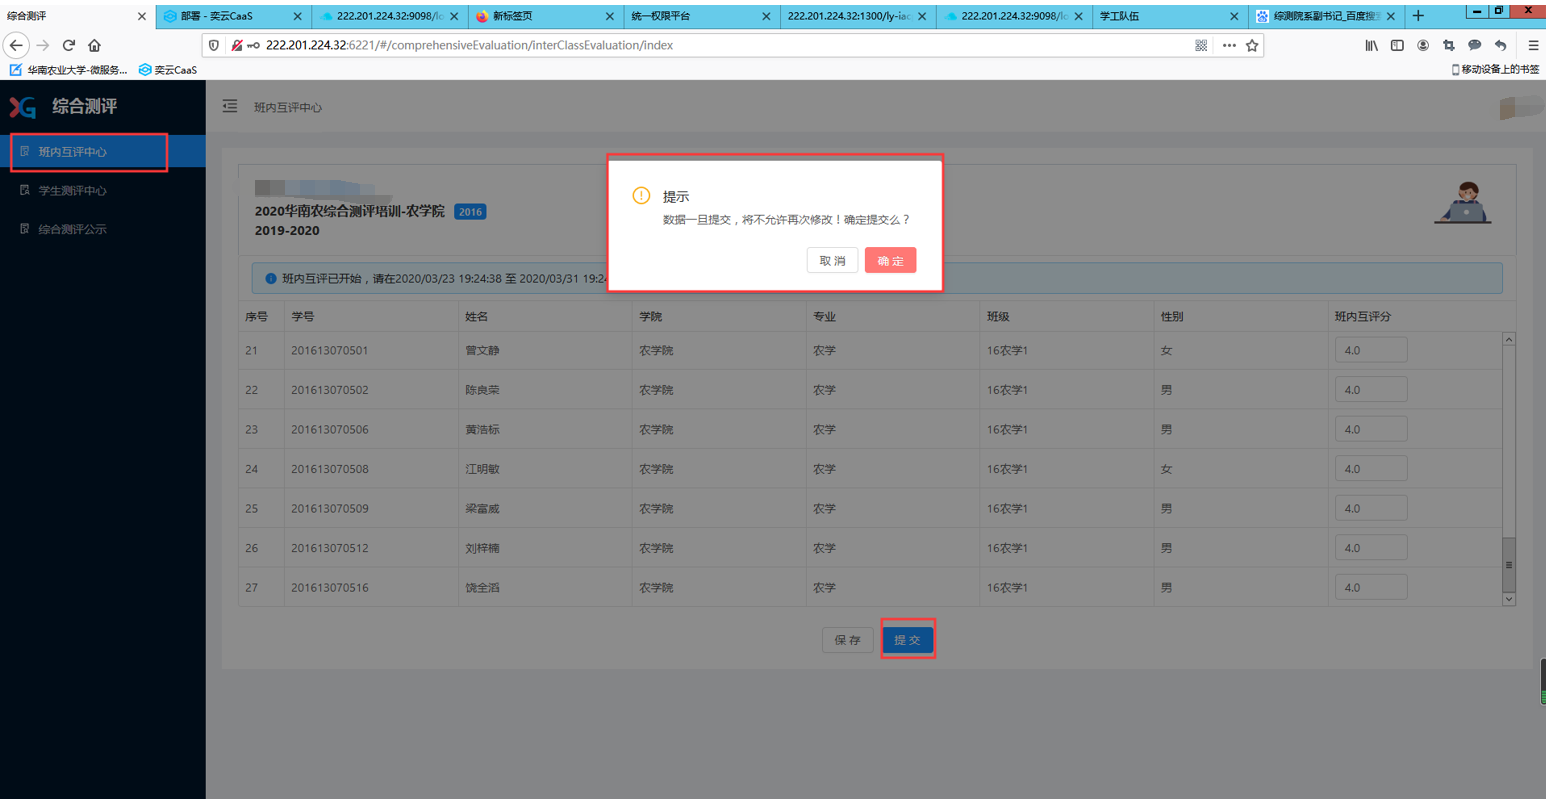 综合测评
部署 - 奕云CaaS
222.201.224.32:9098/lo
新标签页
统一权限平台
222.201.224.32:1300/ly-iac
222.201.224.32:9098/lo
学工队伍
综测院系副书记_百度搜
222.201.224.32:6221/#/comprehensiveEvaluation/interClassEvaluation/index
华南农业大学-微服务...
奕云CaaS
移动设备上的书签
XG 综合测评
班内互评中心
班内互评中心
学生测评中心
综合测评公示
2020华南农综合测评培训-农学院 2016
2019-2020
提示
数据一旦提交，将不允许再次修改！确定提交么？
取 消 确 定
班内互评已开始，请在2020/03/23 19:24:38 至 2020/03/31 19:24
序号 学号 姓名 学院 专业 班级 性别 班内互评分
21 201613070501 曾文静 农学院 农学 16农学1 女 4.0
22 201613070502 陈良荣 农学院 农学 16农学1 男 4.0
23 201613070506 黄浩标 农学院 农学 16农学1 男 4.0
24 201613070508 江明敏 农学院 农学 16农学1 女 4.0
25 201613070509 梁富威 农学院 农学 16农学1 男 4.0
26 201613070512 刘梓楠 农学院 农学 16农学1 男 4.0
27 201613070516 饶全滔 农学院 农学 16农学1 男 4.0
保 存 提 交